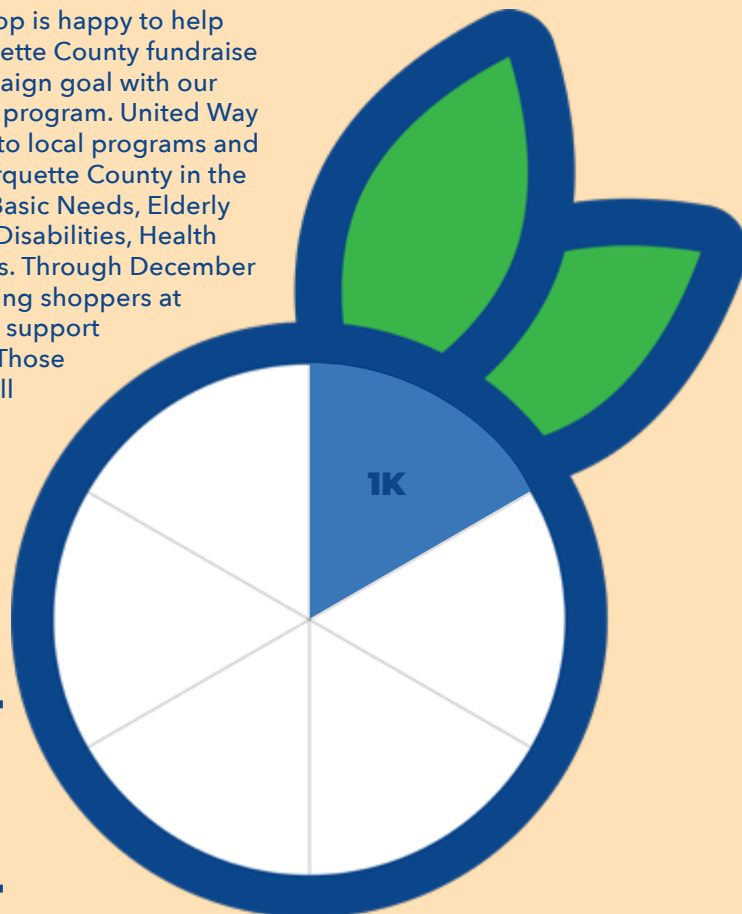 op is happy to help
ette County fundraise
aign goal with our
program. United Way
to local programs and
rquette County in the
Basic Needs, Elderly
Disabilities, Health
s. Through December
ng shoppers at
support
Those
ll
1K